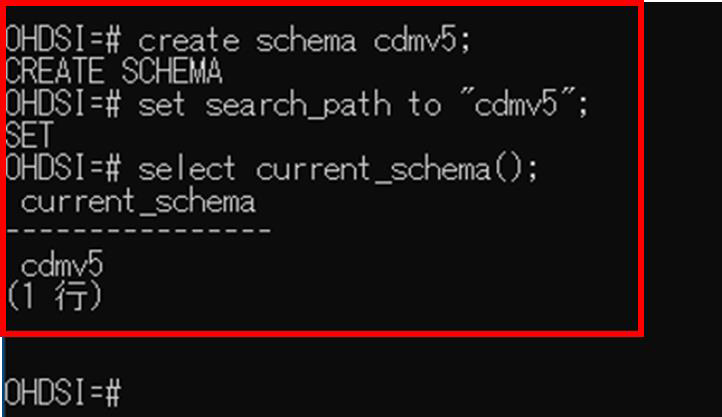 OHDSI=# create schema cdmv5;
CREATE SCHEMA
OHDSI=# set search_path to "cdmv5";
SET
OHDSI=# select current_schema();
 current_schema
----------------
 cdmv5
(1 行)
OHDSI=#